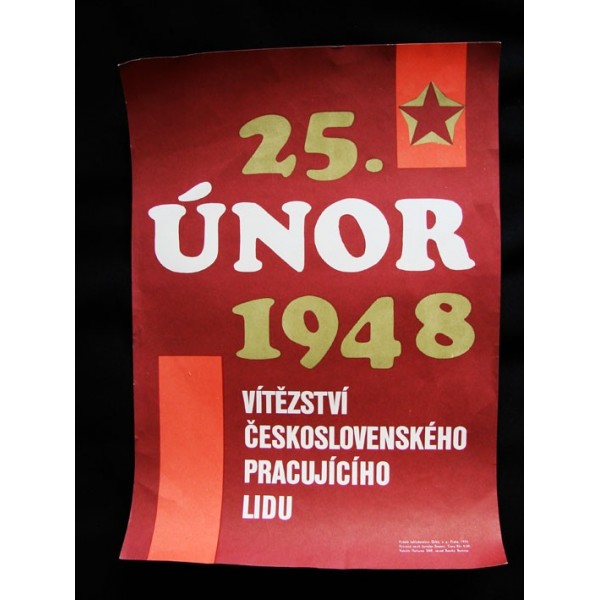 25.
ÚNOR
1948
VÍTĚZSTVÍ
ČESKOSLOVENSKÉHO
PRACUJÍCÍHO
LIDU